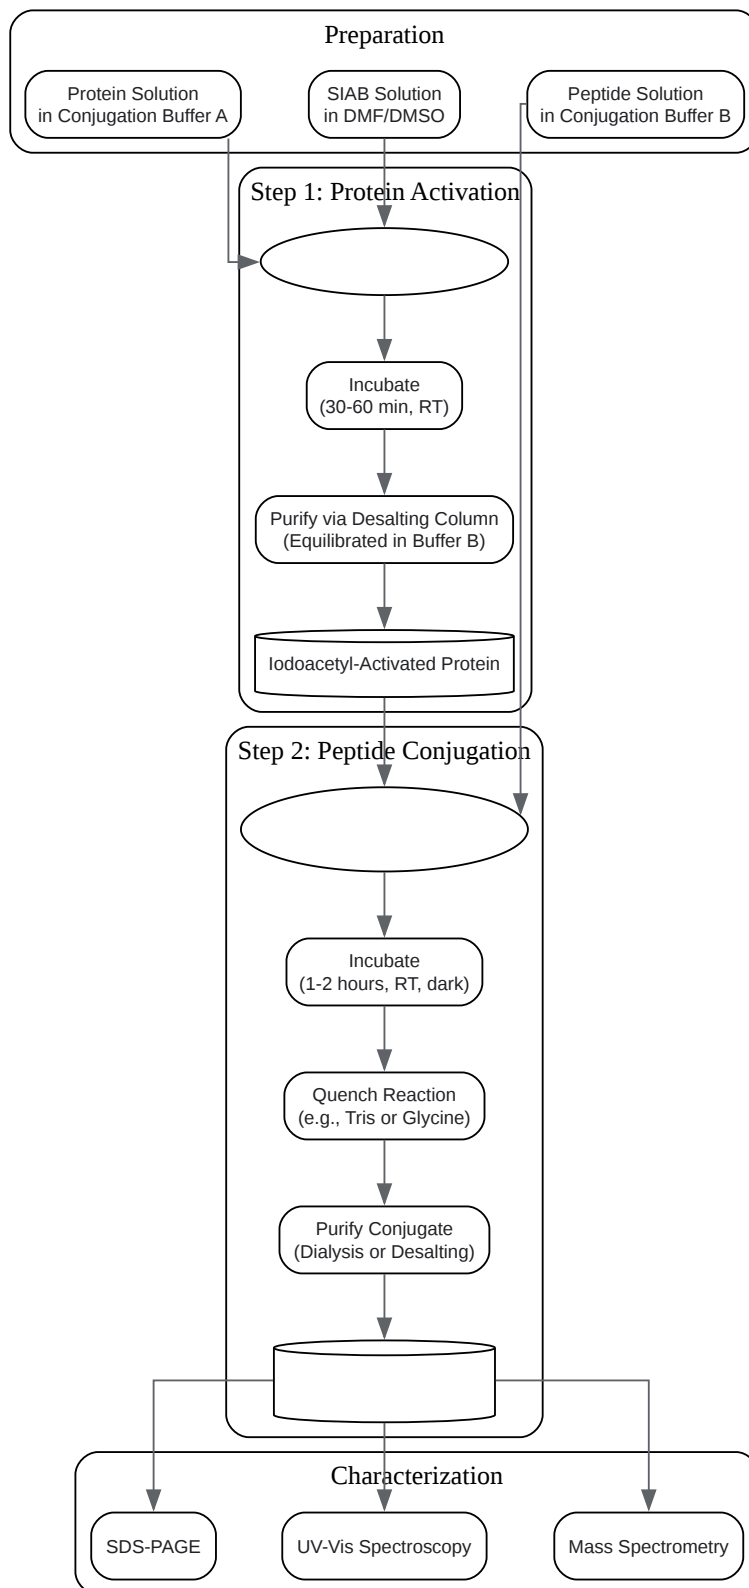 Preparation
Protein Solution
in Conjugation Buffer A
SIAB Solution
in DMF/DMSO
Peptide Solution
in Conjugation Buffer B
Step 1: Protein Activation
Incubate
(30-60 min, RT)
Purify via Desalting Column
(Equilibrated in Buffer B)
Iodoacetyl-Activated Protein
Step 2: Peptide Conjugation
Incubate
(1-2 hours, RT, dark)
Quench Reaction
(e.g., Tris or Glycine)
Purify Conjugate
(Dialysis or Desalting)
Characterization
SDS-PAGE
UV-Vis Spectroscopy
Mass Spectrometry